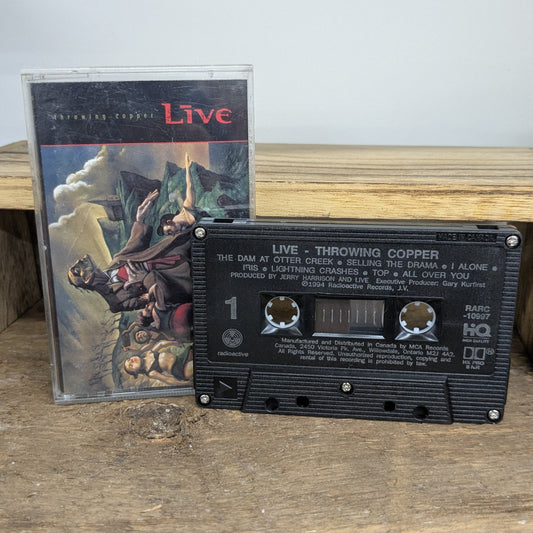 throwing copper LĪVE
MADE IN CANADA
LIVE - THROWING COPPER
THE DAM AT OTTER CREEK • SELLING THE DRAMA • I ALONE
IRIS • LIGHTNING CRASHES • TOP • ALL OVER YOU
PRODUCED BY JERRY HARRISON AND LIVE Executive Producer: Gary Kurfirst
℗1994 Radioactive Records, J.V.
1
RARC
-10997
HQ
HIGH QUALITY
radioactive
Manufactured and Distributed in Canada by MCA Records
Canada, 2450 Victoria Pk. Ave., Willowdale, Ontario M2J 4A2.
All Rights Reserved. Unauthorized reproduction, copying and
rental of this recording is prohibited by law.
HX PRO
B NR